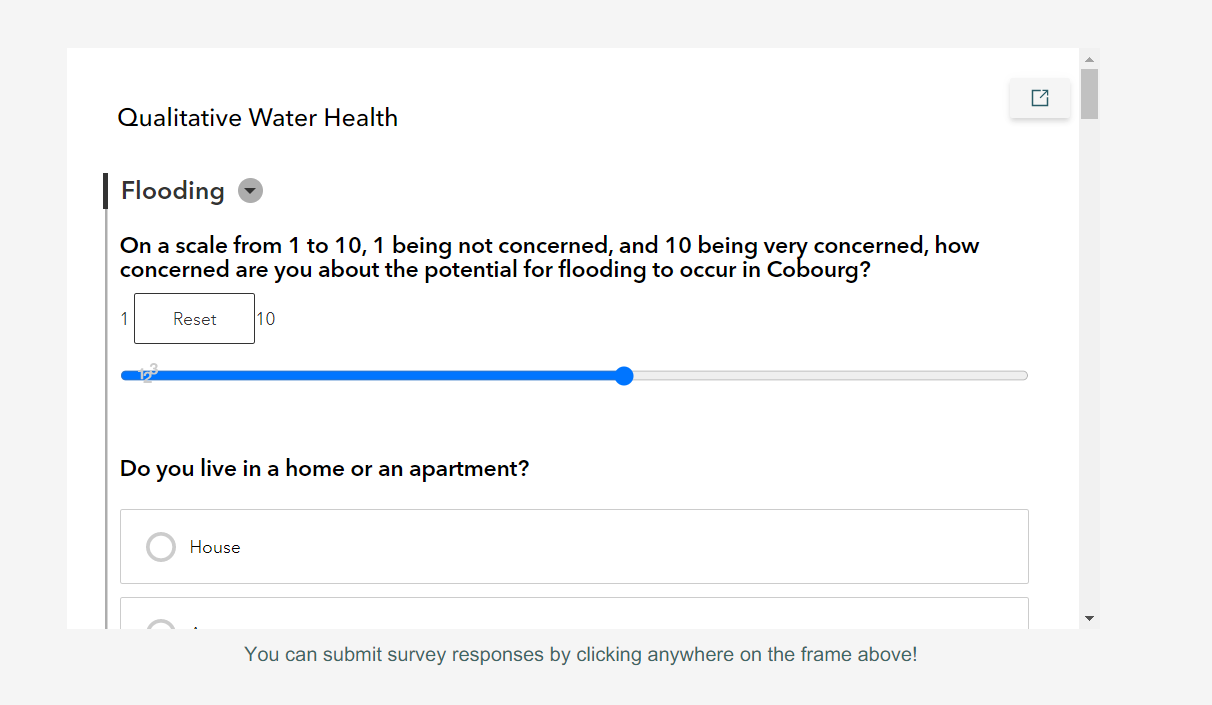 Qualitative Water Health
Flooding
On a scale from 1 to 10, 1 being not concerned, and 10 being very concerned, how
concerned are you about the potential for flooding to occur in Cobourg?
1 Reset 10
123
Do you live in a home or an apartment?
House
You can submit survey responses by clicking anywhere on the frame above!